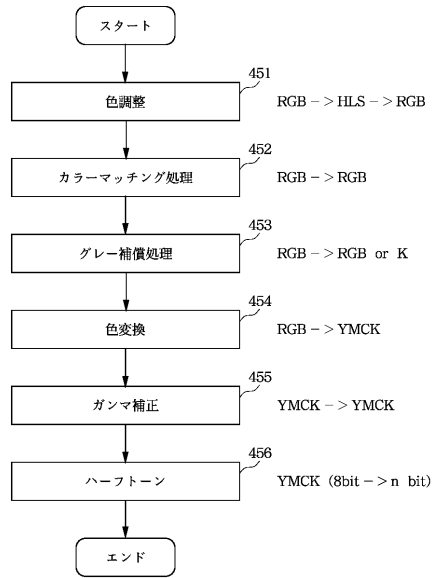 スタート
451
色調整 RGB −>HLS −>RGB
452
カラーマッチング処理 RGB −>RGB
453
グレー補償処理 RGB −>RGB or K
454
色変換 RGB −>YMCK
455
ガンマ補正 YMCK −>YMCK
456
ハーフトーン YMCK (8bit −>n bit)
エンド